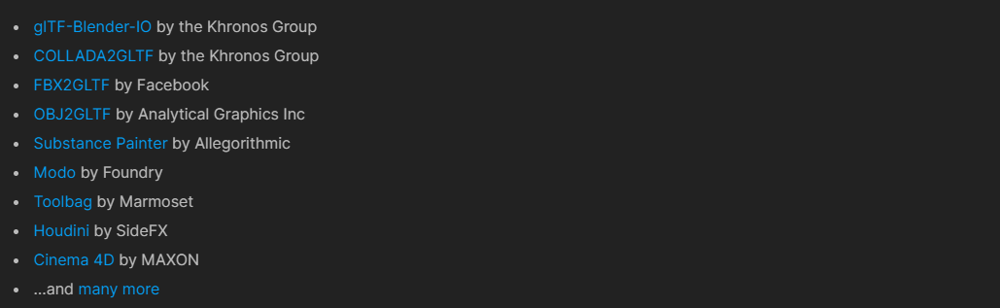 glTF-Blender-IO by the Khronos Group
COLLADA2GLTF by the Khronos Group
FBX2GLTF by Facebook
OBJ2GLTF by Analytical Graphics Inc
Substance Painter by Allegorithmic
Modo by Foundry
Toolbag by Marmoset
Houdini by SideFX
Cinema 4D by MAXON
...and many more